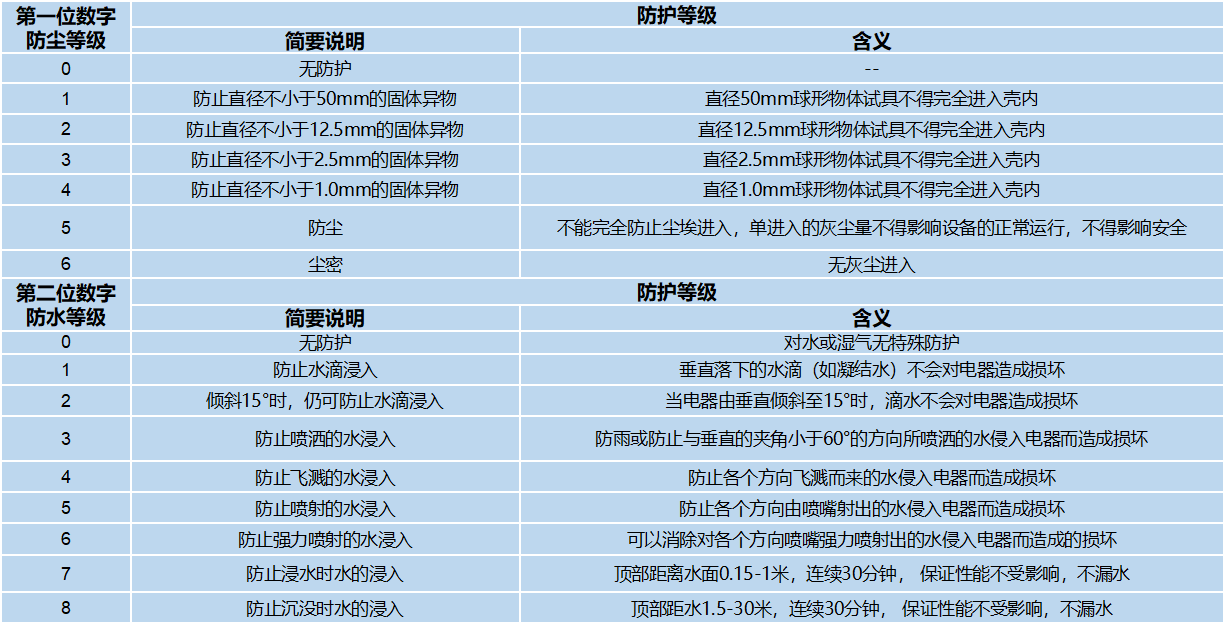 第一位数字
防尘等级
防护等级
简要说明
含义
0
无防护
--
1
防止直径不小于50mm的固体异物
直径50mm球形物体试具不得完全进入壳内
2
防止直径不小于12.5mm的固体异物
直径12.5mm球形物体试具不得完全进入壳内
3
防止直径不小于2.5mm的固体异物
直径2.5mm球形物体试具不得完全进入壳内
4
防止直径不小于1.0mm的固体异物
直径1.0mm球形物体试具不得完全进入壳内
5
防尘
不能完全防止尘埃进入，单进入的灰尘量不得影响设备的正常运行，不得影响安全
6
尘密
无灰尘进入
第二位数字
防水等级
防护等级
简要说明
含义
0
无防护
对水或湿气无特殊防护
1
防止水滴浸入
垂直落下的水滴（如凝结水）不会对电器造成损坏
2
倾斜15°时，仍可防止水滴浸入
当电器由垂直倾斜至15°时，滴水不会对电器造成损坏
3
防止喷洒的水浸入
防雨或防止与垂直的夹角小于60°的方向所喷洒的水侵入电器而造成损坏
4
防止飞溅的水浸入
防止各个方向飞溅而来的水侵入电器而造成损坏
5
防止喷射的水浸入
防止各个方向由喷嘴射出的水侵入电器而造成损坏
6
防止强力喷射的水浸入
可以消除对各个方向喷嘴强力喷射出的水侵入电器而造成的损坏
7
防止浸水时水的浸入
顶部距离水面0.15-1米，连续30分钟， 保证性能不受影响，不漏水
8
防止沉没时水的浸入
顶部距水1.5-30米，连续30分钟， 保证性能不受影响，不漏水